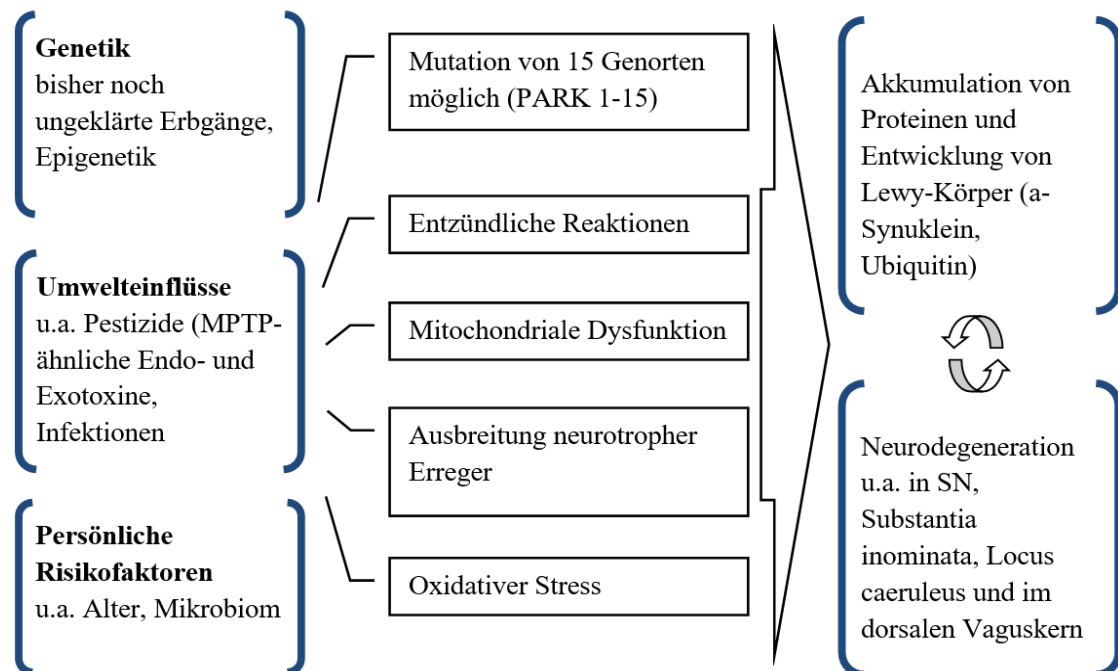 Genetik
bisher noch
ungeklärte Erbgänge,
Epigenetik
Umwelteinflüsse
u.a. Pestizide (MPTP-
ähnliche Endo- und
Exotoxine,
Infektionen
Persönliche
Risikofaktoren
u.a. Alter, Mikrobiom
Mutation von 15 Genorten
möglich (PARK 1-15)
Entzündliche Reaktionen
Mitochondriale Dysfunktion
Ausbreitung neurotropher
Erreger
Oxidativer Stress
Akkumulation von
Proteinen und
Entwicklung von
Lewy-Körper (a-
Synuklein,
Ubiquitin)
Neurodegeneration
u.a. in SN,
Substantia
inominata, Locus
caeruleus und im
dorsalen Vaguskern